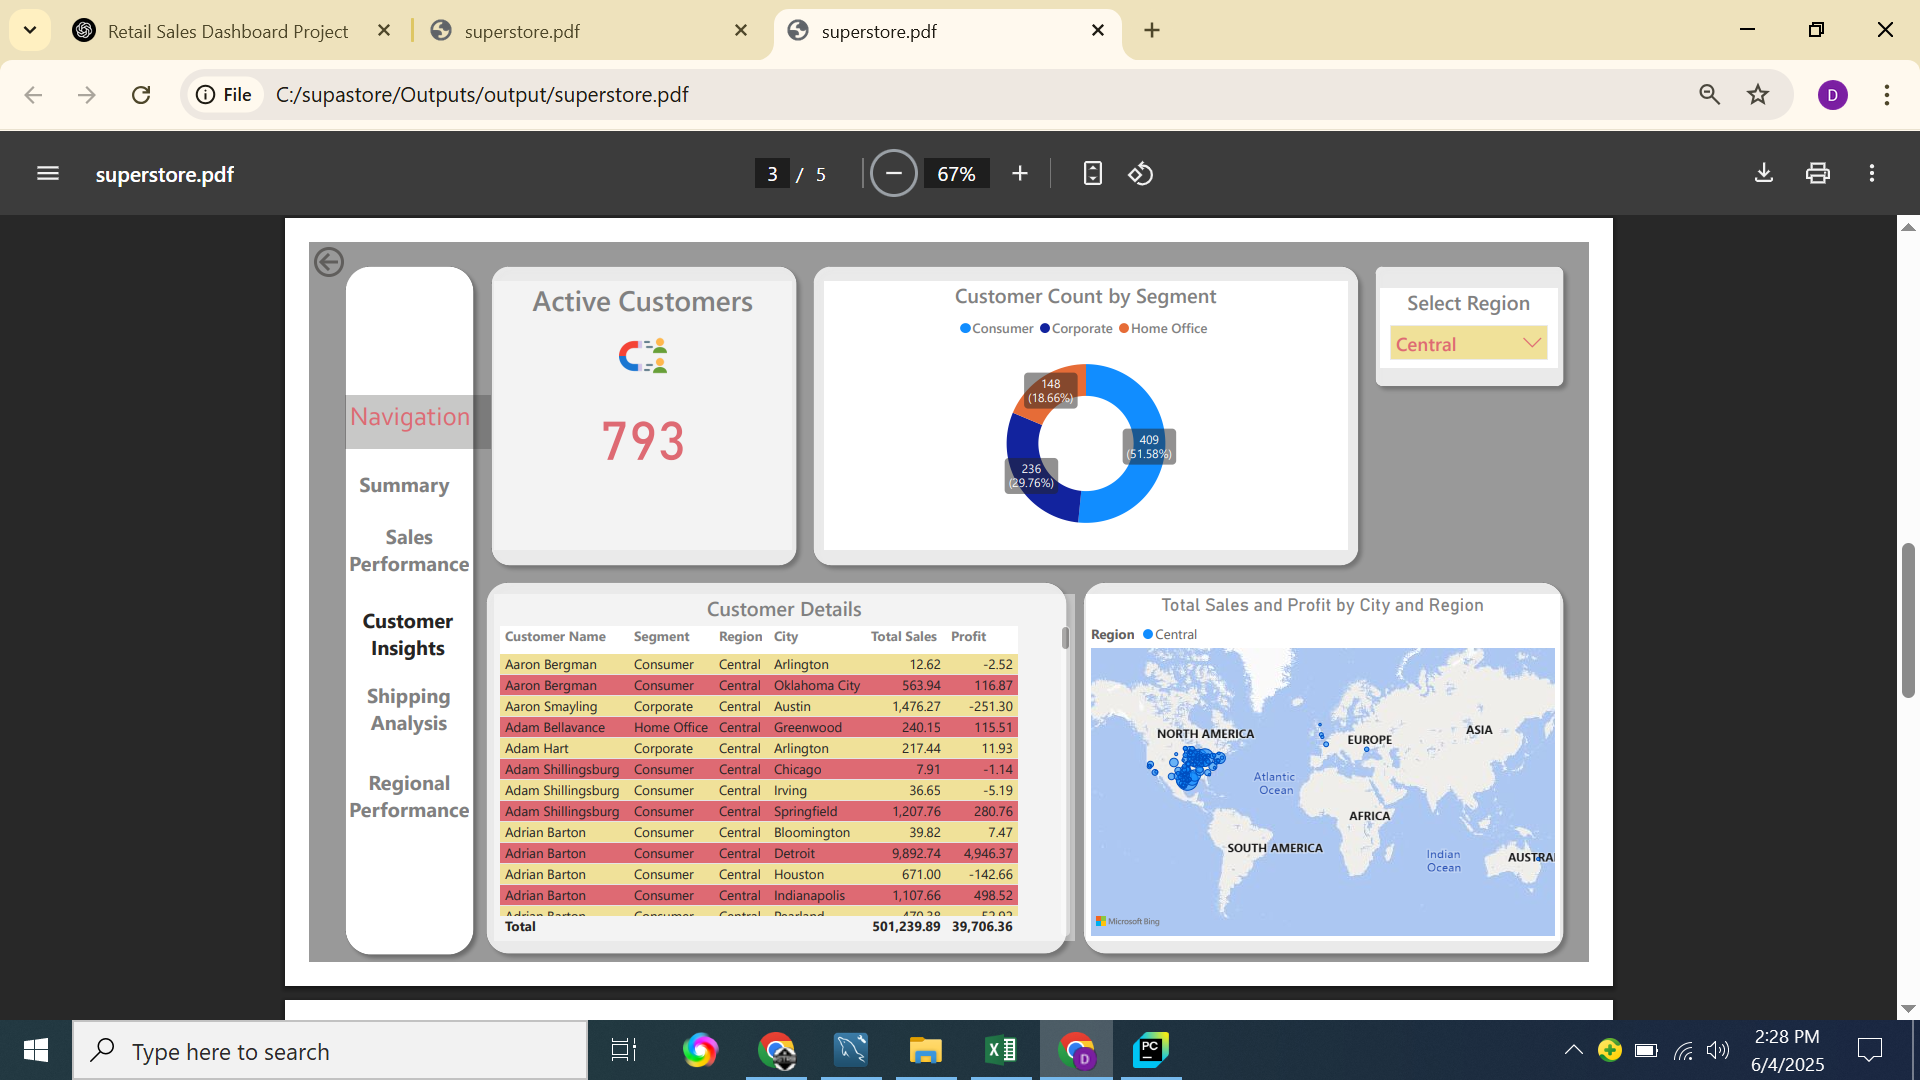 Retail Sales Dashboard Project
superstore.pdf
superstore.pdf
File
C:/supastore/Outputs/output/superstore.pdf
D
superstore.pdf
3 / 5
67%
Active Customers
793
Customer Count by Segment
Consumer Corporate Home Office
148
(18.66%)
409
(51.58%)
236
(29.76%)
Select Region
Central
Navigation
Summary
Sales
Performance
Customer
Insights
Shipping
Analysis
Regional
Performance
Customer Details
Customer Name Segment Region City Total Sales Profit
Aaron Bergman Consumer Central Arlington 12.62 -2.52
Aaron Bergman Consumer Central Oklahoma City 563.94 116.87
Aaron Smayling Corporate Central Austin 1,476.27 -251.30
Adam Bellavance Home Office Central Greenwood 240.15 115.51
Adam Hart Corporate Central Arlington 217.44 11.93
Adam Shillingsburg Consumer Central Chicago 7.91 -1.14
Adam Shillingsburg Consumer Central Irving 36.65 -5.19
Adam Shillingsburg Consumer Central Springfield 1,207.76 280.76
Adrian Barton Consumer Central Bloomington 39.82 7.47
Adrian Barton Consumer Central Detroit 9,892.74 4,946.37
Adrian Barton Consumer Central Houston 671.00 -142.66
Adrian Barton Consumer Central Indianapolis 1,107.66 498.52
Adrian Barton Consumer Central Pearland
Total 501,239.89 39,706.36
Total Sales and Profit by City and Region
Region Central
NORTH AMERICA
EUROPE
ASIA
Atlantic
Ocean
AFRICA
SOUTH AMERICA
Indian
Ocean
AUSTRA
Microsoft Bing
Type here to search
PC
D
2:28 PM
6/4/2025